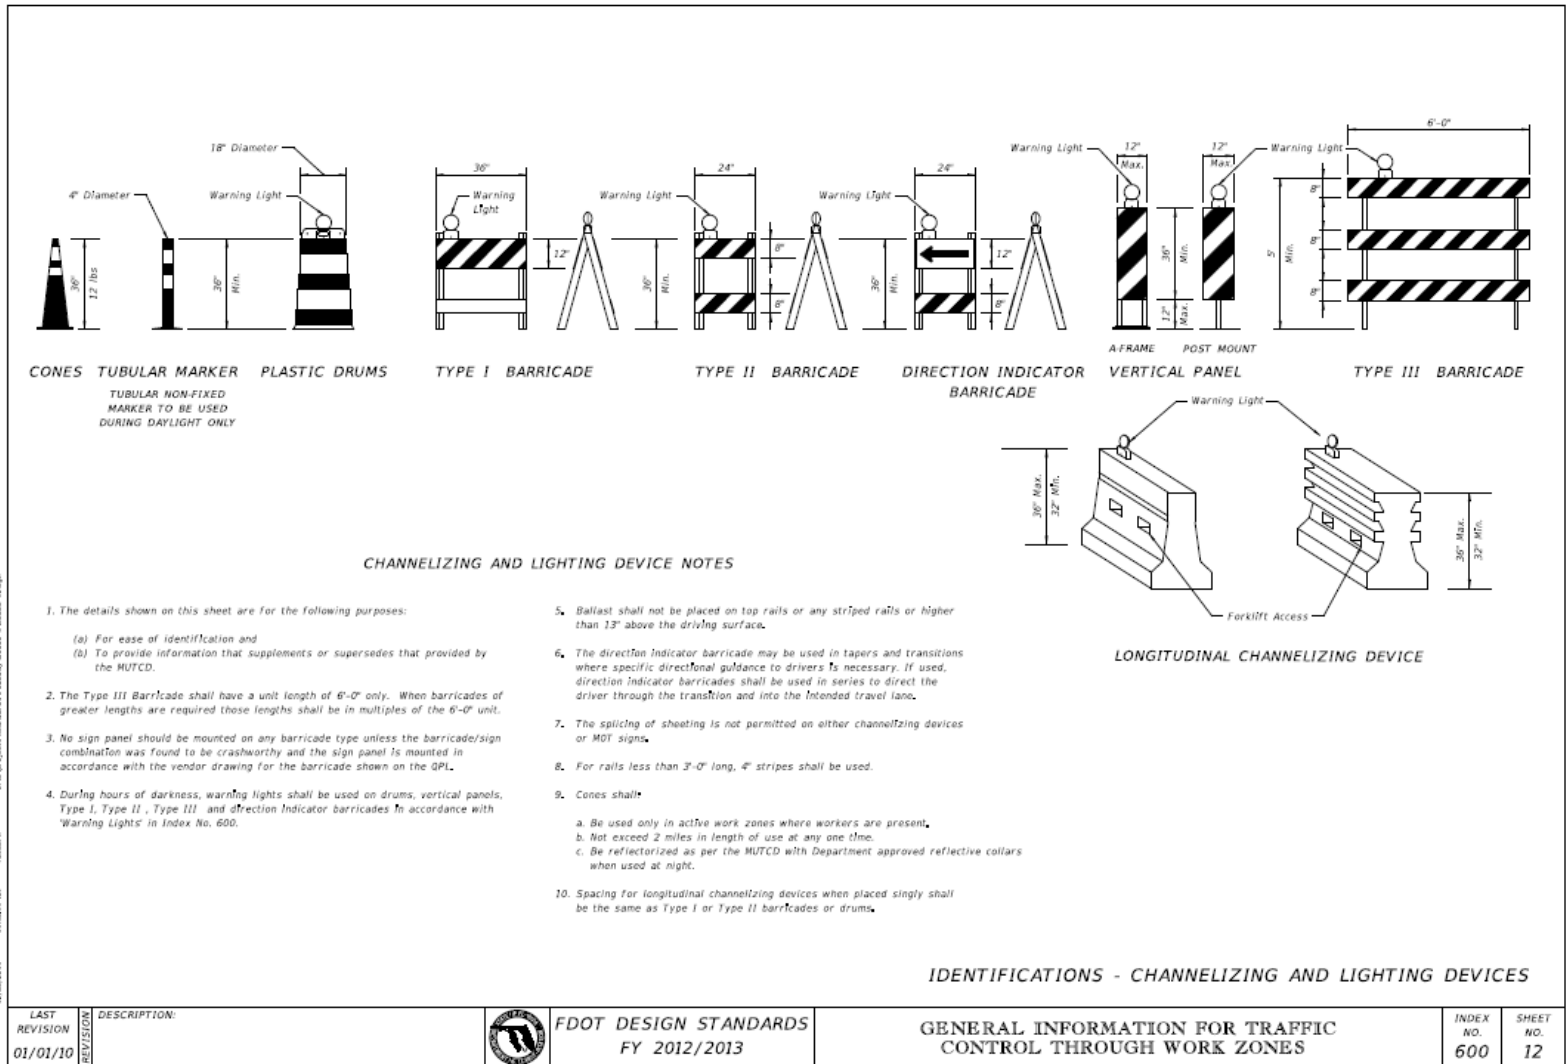 18" Diameter
4" Diameter
Warning Light
36"
12 lbs
36"
Min.
CONES
TUBULAR MARKER
TUBULAR NON-FIXED
MARKER TO BE USED
DURING DAYLIGHT ONLY
PLASTIC DRUMS
36"
Warning
Light
12"
TYPE I BARRICADE
24"
Warning Light
36"
Min.
8"
8"
TYPE II BARRICADE
24"
Warning Light
36"
Min.
12"
8"
DIRECTION INDICATOR
BARRICADE
Warning Light
12"
Max.
12"
Max.
36"
Min.
12"
Max.
A-FRAME
POST MOUNT
VERTICAL PANEL
Warning Light
6'-0"
8"
8"
8"
5'
Min.
TYPE III BARRICADE
Warning Light
36" Max.
32" Min.
36" Max.
32" Min.
Forklift Access
LONGITUDINAL CHANNELIZING DEVICE
CHANNELIZING AND LIGHTING DEVICE NOTES
1. The details shown on this sheet are for the following purposes:
(a) For ease of identification and
(b) To provide information that supplements or supersedes that provided by
the MUTCD.
2. The Type III Barricade shall have a unit length of 6'-0" only. When barricades of
greater lengths are required those lengths shall be in multiples of the 6'-0" unit.
3. No sign panel should be mounted on any barricade type unless the barricade/sign
combination was found to be crashworthy and the sign panel is mounted in
accordance with the vendor drawing for the barricade shown on the QPL.
4. During hours of darkness, warning lights shall be used on drums, vertical panels,
Type I, Type II , Type III and direction indicator barricades in accordance with
'Warning Lights' in Index No. 600.
5. Ballast shall not be placed on top rails or any striped rails or higher
than 13" above the driving surface.
6. The direction indicator barricade may be used in tapers and transitions
where specific directional guidance to drivers is necessary. If used,
direction indicator barricades shall be used in series to direct the
driver through the transition and into the intended travel lane.
7. The splicing of sheeting is not permitted on either channelizing devices
or MOT signs.
8. For rails less than 3'-0" long, 4" stripes shall be used.
9. Cones shall:
a. Be used only in active work zones where workers are present.
b. Not exceed 2 miles in length of use at any one time.
c. Be reflectorized as per the MUTCD with Department approved reflective collars
when used at night.
10. Spacing for longitudinal channelizing devices when placed singly shall
be the same as Type I or Type II barricades or drums.
IDENTIFICATIONS - CHANNELIZING AND LIGHTING DEVICES
LAST
REVISION
01/01/10
REVISION
DESCRIPTION:
FDOT DESIGN STANDARDS
FY 2012/2013
GENERAL INFORMATION FOR TRAFFIC
CONTROL THROUGH WORK ZONES
INDEX
NO.
600
SHEET
NO.
12